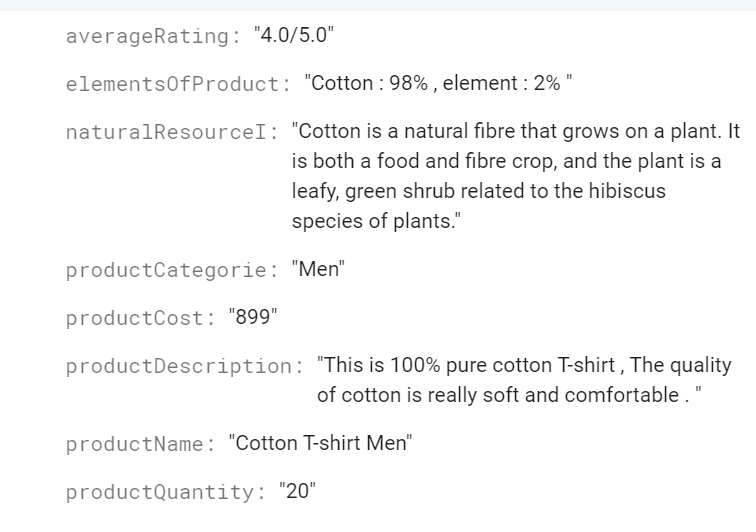 averageRating: "4.0/5.0"
elementsOfProduct: "Cotton : 98% , element : 2% "
naturalResourceI: "Cotton is a natural fibre that grows on a plant. It
is both a food and fibre crop, and the plant is a
leafy, green shrub related to the hibiscus
species of plants."
productCategorie: "Men"
productCost: "899"
productDescription: "This is 100% pure cotton T-shirt , The quality
of cotton is really soft and comfortable . "
productName: "Cotton T-shirt Men"
productQuantity: "20"